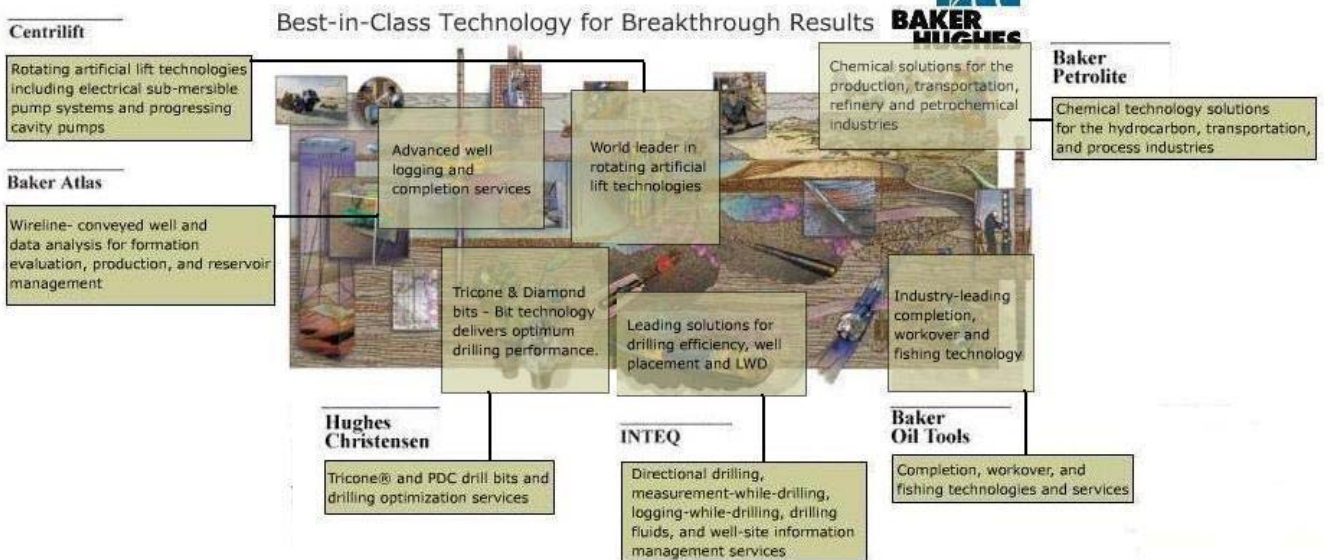 Best-in-Class Technology for Breakthrough Results
BAKER
HUGHES
Centrilift
Rotating artificial lift technologies
including electrical sub-mersible
pump systems and progressing
cavity pumps
Baker Atlas
Wireline- conveyed well and
data analysis for formation
evaluation, production, and reservoir
management
Advanced well
logging and
completion services
World leader in
rotating artificial
lift technologies
Chemical solutions for the
production, transportation,
refinery and petrochemical
industries
Baker
Petrolite
Chemical technology solutions
for the hydrocarbon, transportation,
and process industries
Tricone & Diamond
bits - Bit technology
delivers optimum
drilling performance.
Leading solutions for
drilling efficiency, well
placement and LWD
Industry-leading
completion,
workover and
fishing technology
Hughes
Christensen
Tricone® and PDC drill bits and
drilling optimization services
INTEQ
Directional drilling,
measurement-while-drilling,
logging-while-drilling, drilling
fluids, and well-site information
management services
Baker
Oil Tools
Completion, workover, and
fishing technologies and services